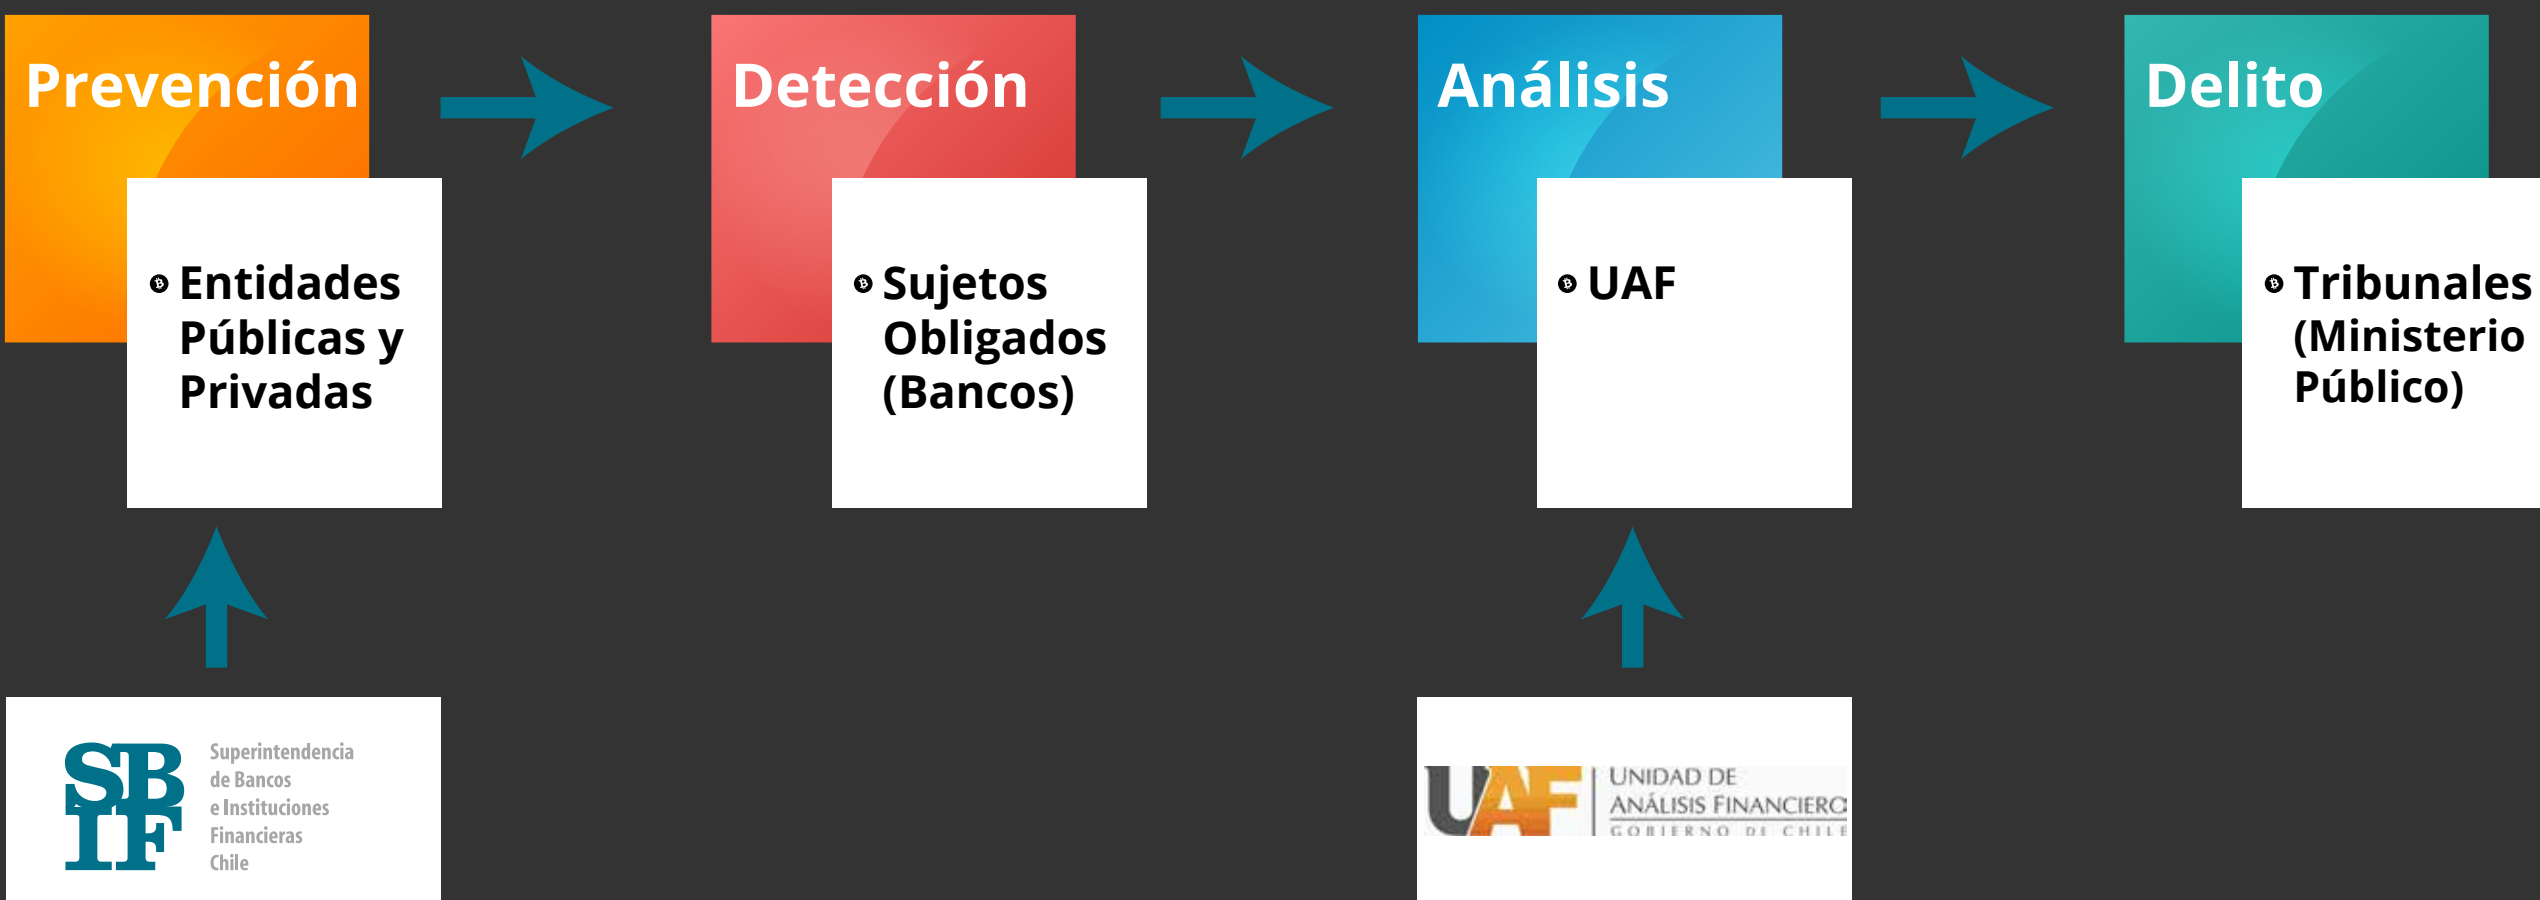 Prevención
Entidades
Públicas y
Privadas
Detección
Sujetos
Obligados
(Bancos)
Análisis
UAF
Delito
Tribunales
(Ministerio
Público)
SB
IF
Superintendencia
de Bancos
e Instituciones
Financieras
Chile
UAF
UNIDAD DE
ANÁLISIS FINANCIERO
GOBIERNO DE CHILE